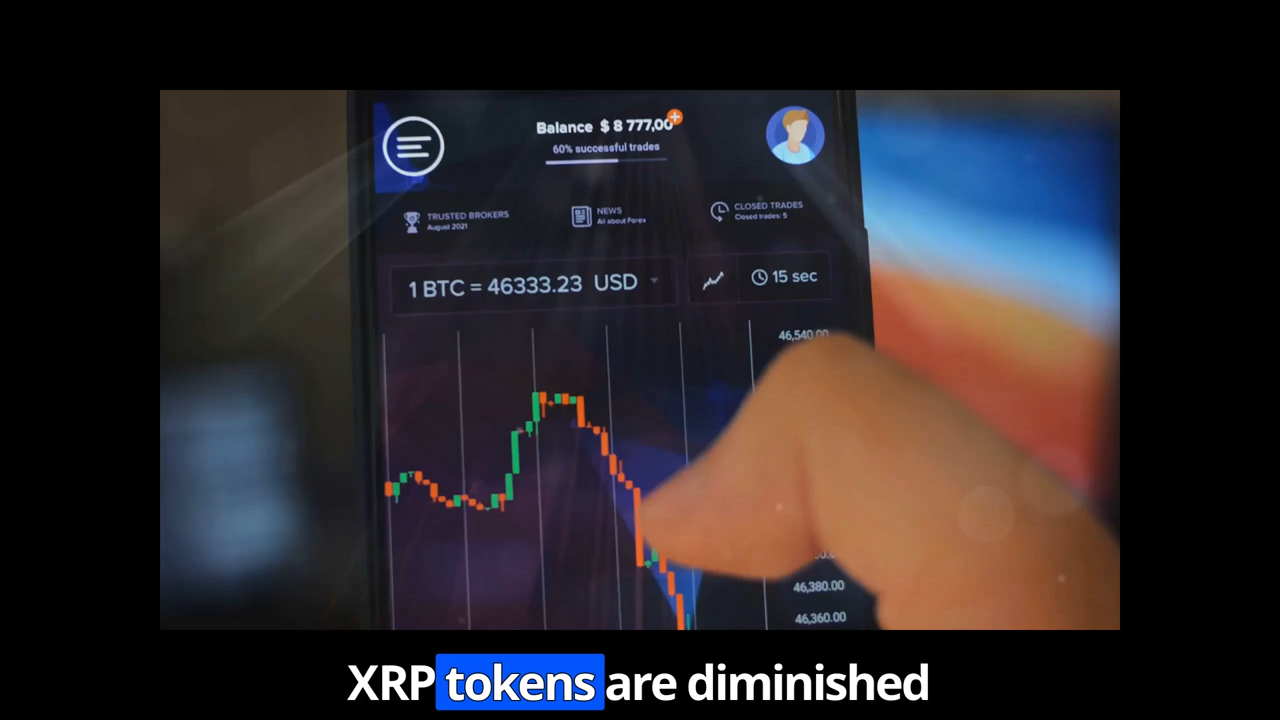 Balance $ 8 777,00
60% successful trades
TRUSTED BROKERS
August 2021
NEWS
All about Forex
CLOSED TRADES
Closed trades: 5
1 BTC = 46333.23 USD
15 sec
46,540.00
46,380.00
46,360.00
XRP tokens are diminished